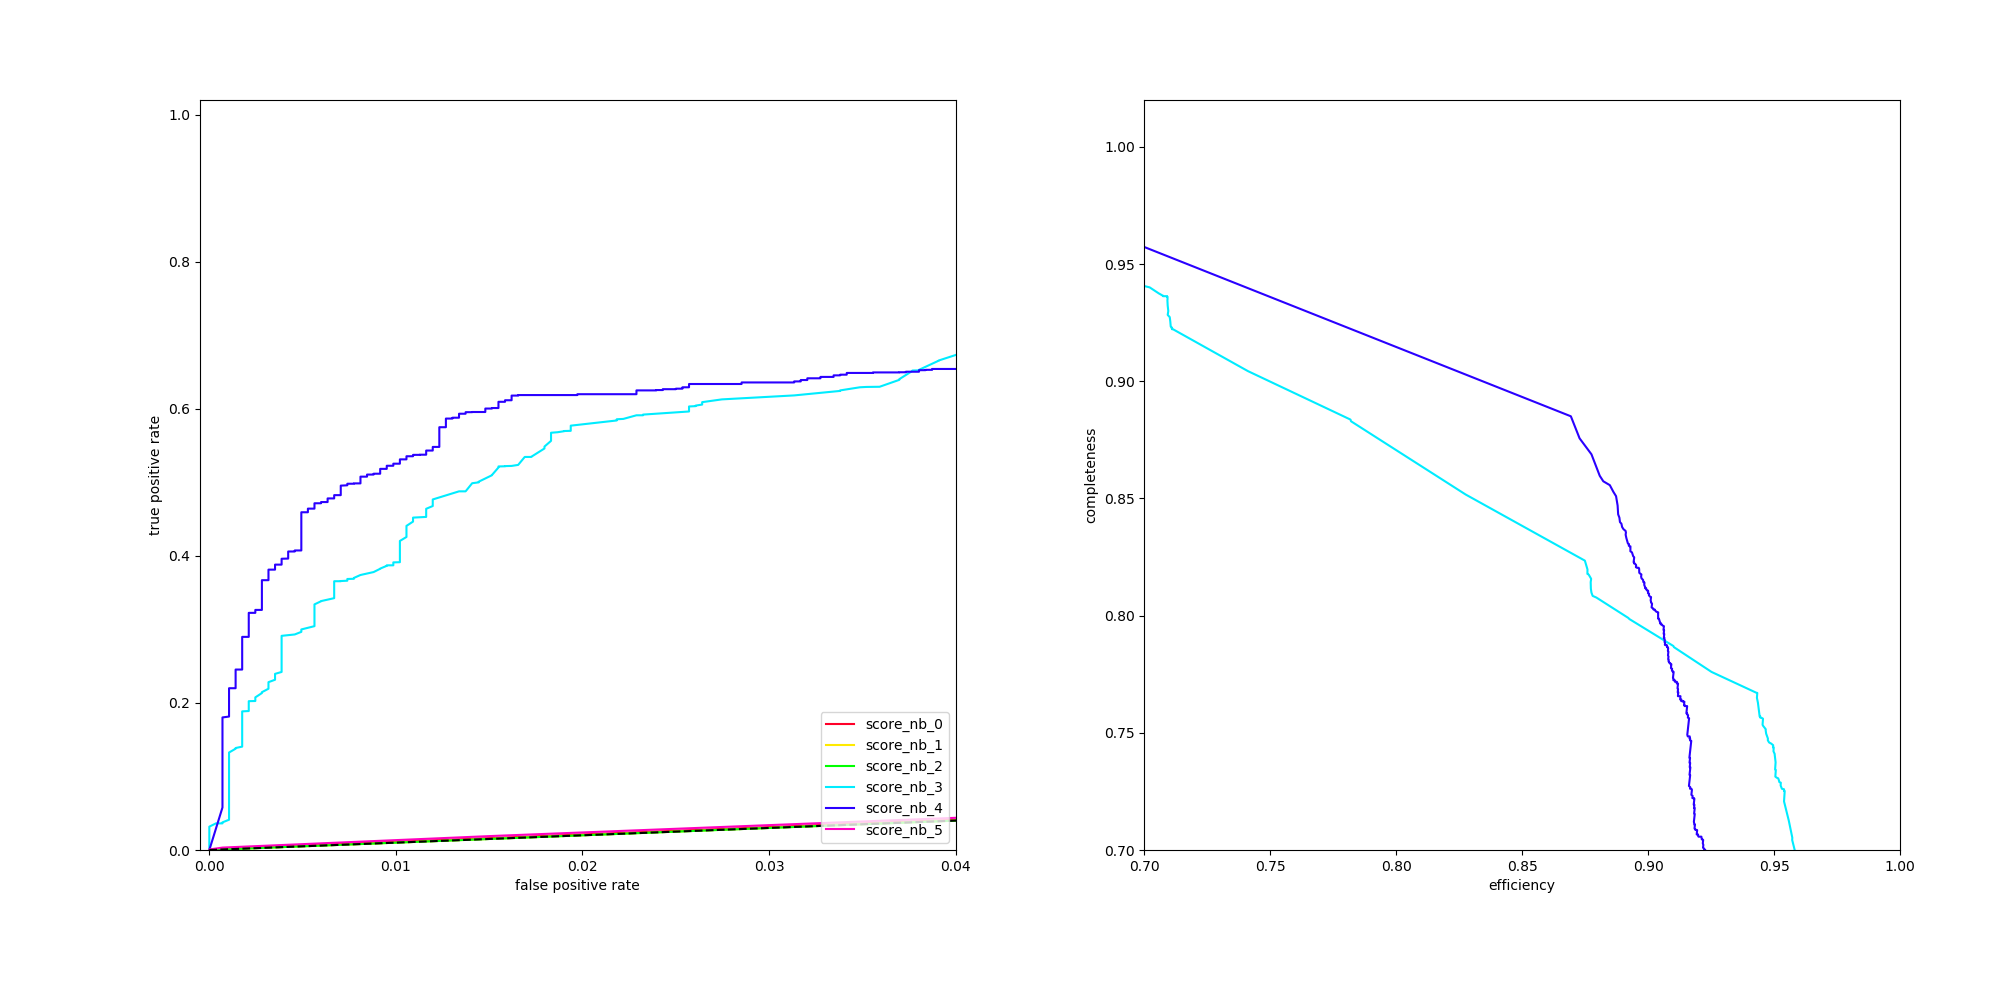 1.0
0.8
0.6
0.4
0.2
0.0
true positive rate
0.00 0.01 0.02 0.03 0.04
false positive rate
score_nb_0
score_nb_1
score_nb_2
score_nb_3
score_nb_4
score_nb_5
1.00
0.95
0.90
0.85
0.80
0.75
0.70
completeness
0.70 0.75 0.80 0.85 0.90 0.95 1.00
efficiency